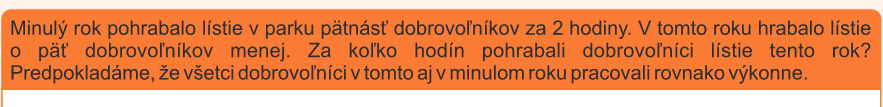 Minulý rok pohrabalo lístie v parku pätnásť dobrovoľníkov za 2 hodiny. V tomto roku hrabalo lístie
o päť dobrovoľníkov menej. Za koľko hodín pohrabali dobrovoľníci lístie tento rok?
Predpokladáme, že všetci dobrovoľníci v tomto aj v minulom roku pracovali rovnako výkonne.